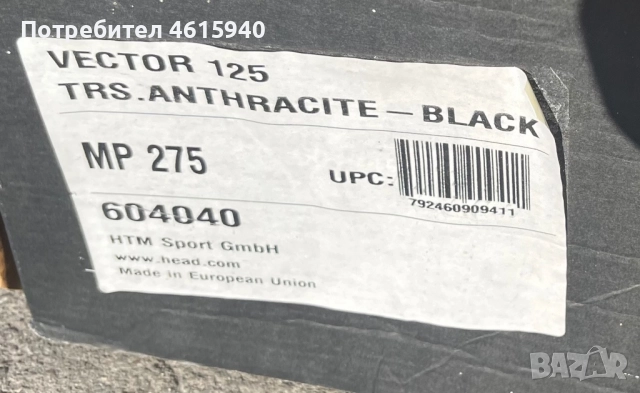 Потребител 4615940
VECTOR 125
TRS.ANTHRACITE – BLACK
MP 275
UPC:
792460909411
604040
HTM Sport GmbH
www.head.com
Made in European Union
BAZAR